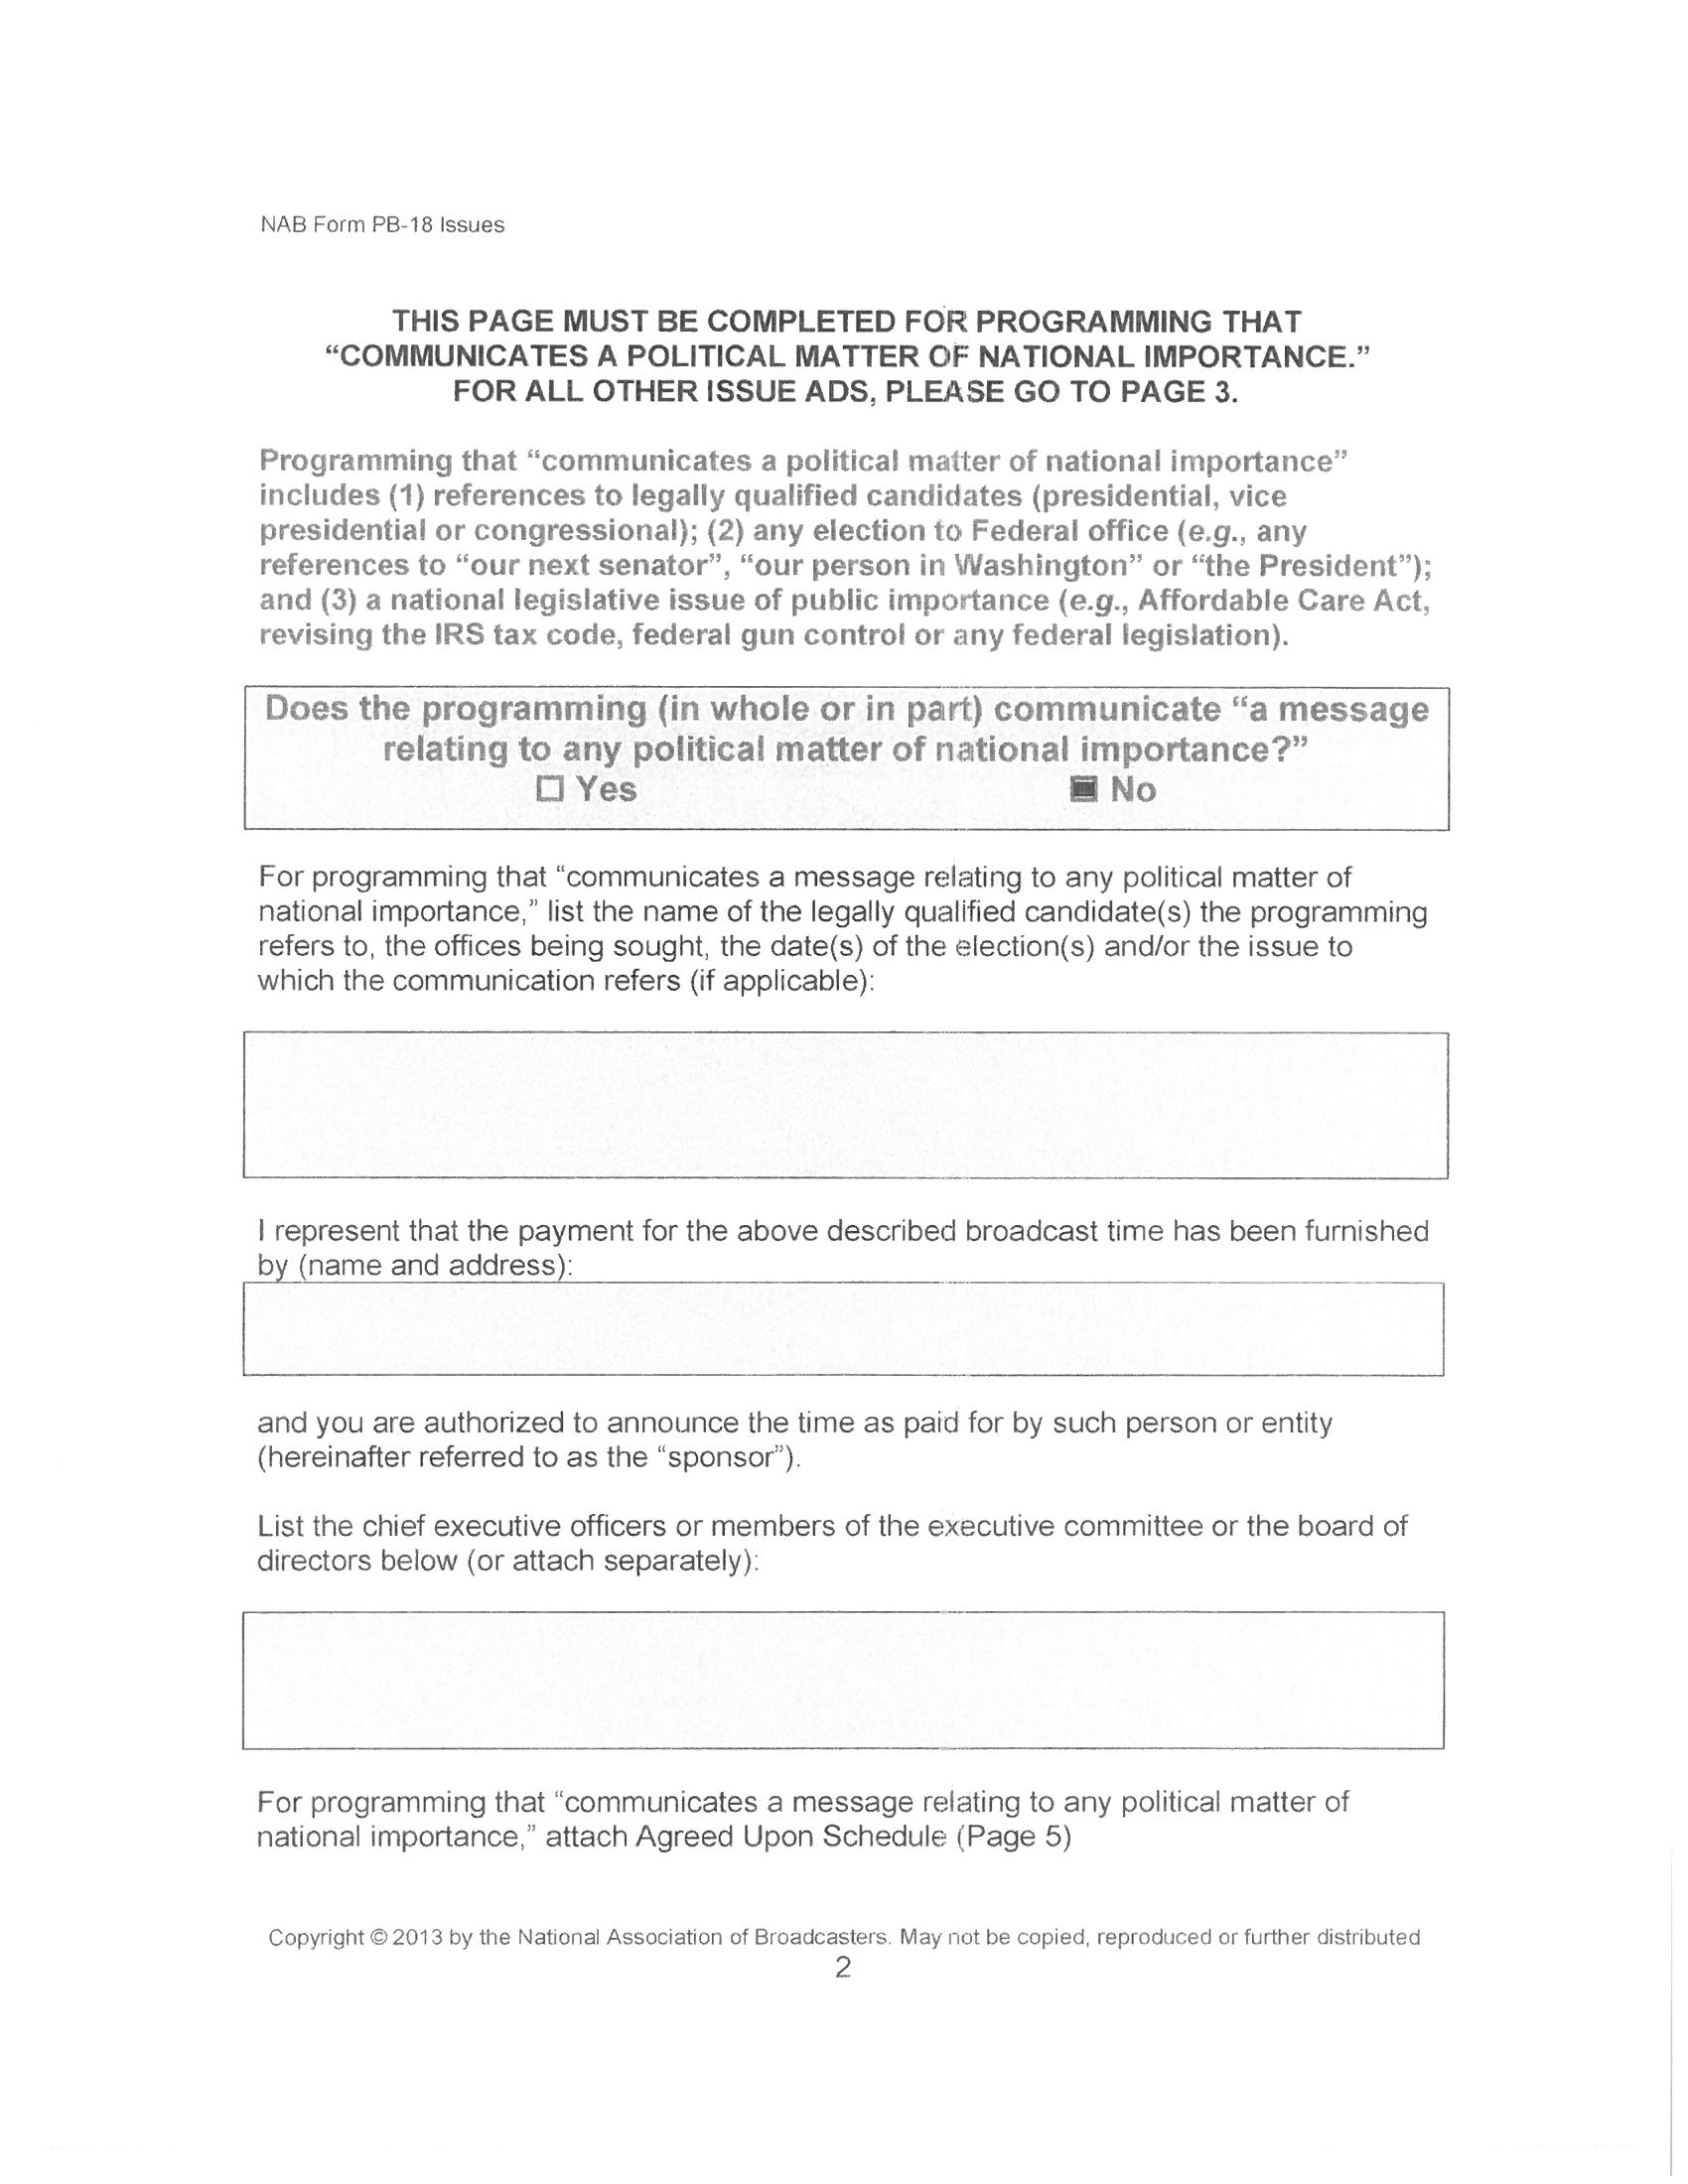 NAB Form PB-18 Issues
THIS PAGE MUST BE COMPLETED FOR PROGRAMMING THAT
“COMMUNICATES A POLITICAL MATTER OF NATIONAL IMPORTANCE.”
FOR ALL OTHER ISSUE ADS, PLEASE GO TO PAGE 3.
Programming that “communicates a political matter of national importance”
includes (1) references to legally qualified candidates (presidential, vice
presidential or congressional); (2) any election to Federal office (e.g., any
references to “our next senator”, “our person in Washington” or “the President”);
and (3) a national legislative issue of public importance (e.g., Affordable Care Act,
revising the IRS tax code, federal gun control or any federal legislation).
Does the programming (in whole or in part) communicate “a message
relating to any political matter of national importance?”
☐ Yes ■ No
For programming that “communicates a message relating to any political matter of
national importance,” list the name of the legally qualified candidate(s) the programming
refers to, the offices being sought, the date(s) of the election(s) and/or the issue to
which the communication refers (if applicable):
I represent that the payment for the above described broadcast time has been furnished
by (name and address):
and you are authorized to announce the time as paid for by such person or entity
(hereinafter referred to as the “sponsor”).
List the chief executive officers or members of the executive committee or the board of
directors below (or attach separately):
For programming that “communicates a message relating to any political matter of
national importance,” attach Agreed Upon Schedule (Page 5)
Copyright © 2013 by the National Association of Broadcasters. May not be copied, reproduced or further distributed
2